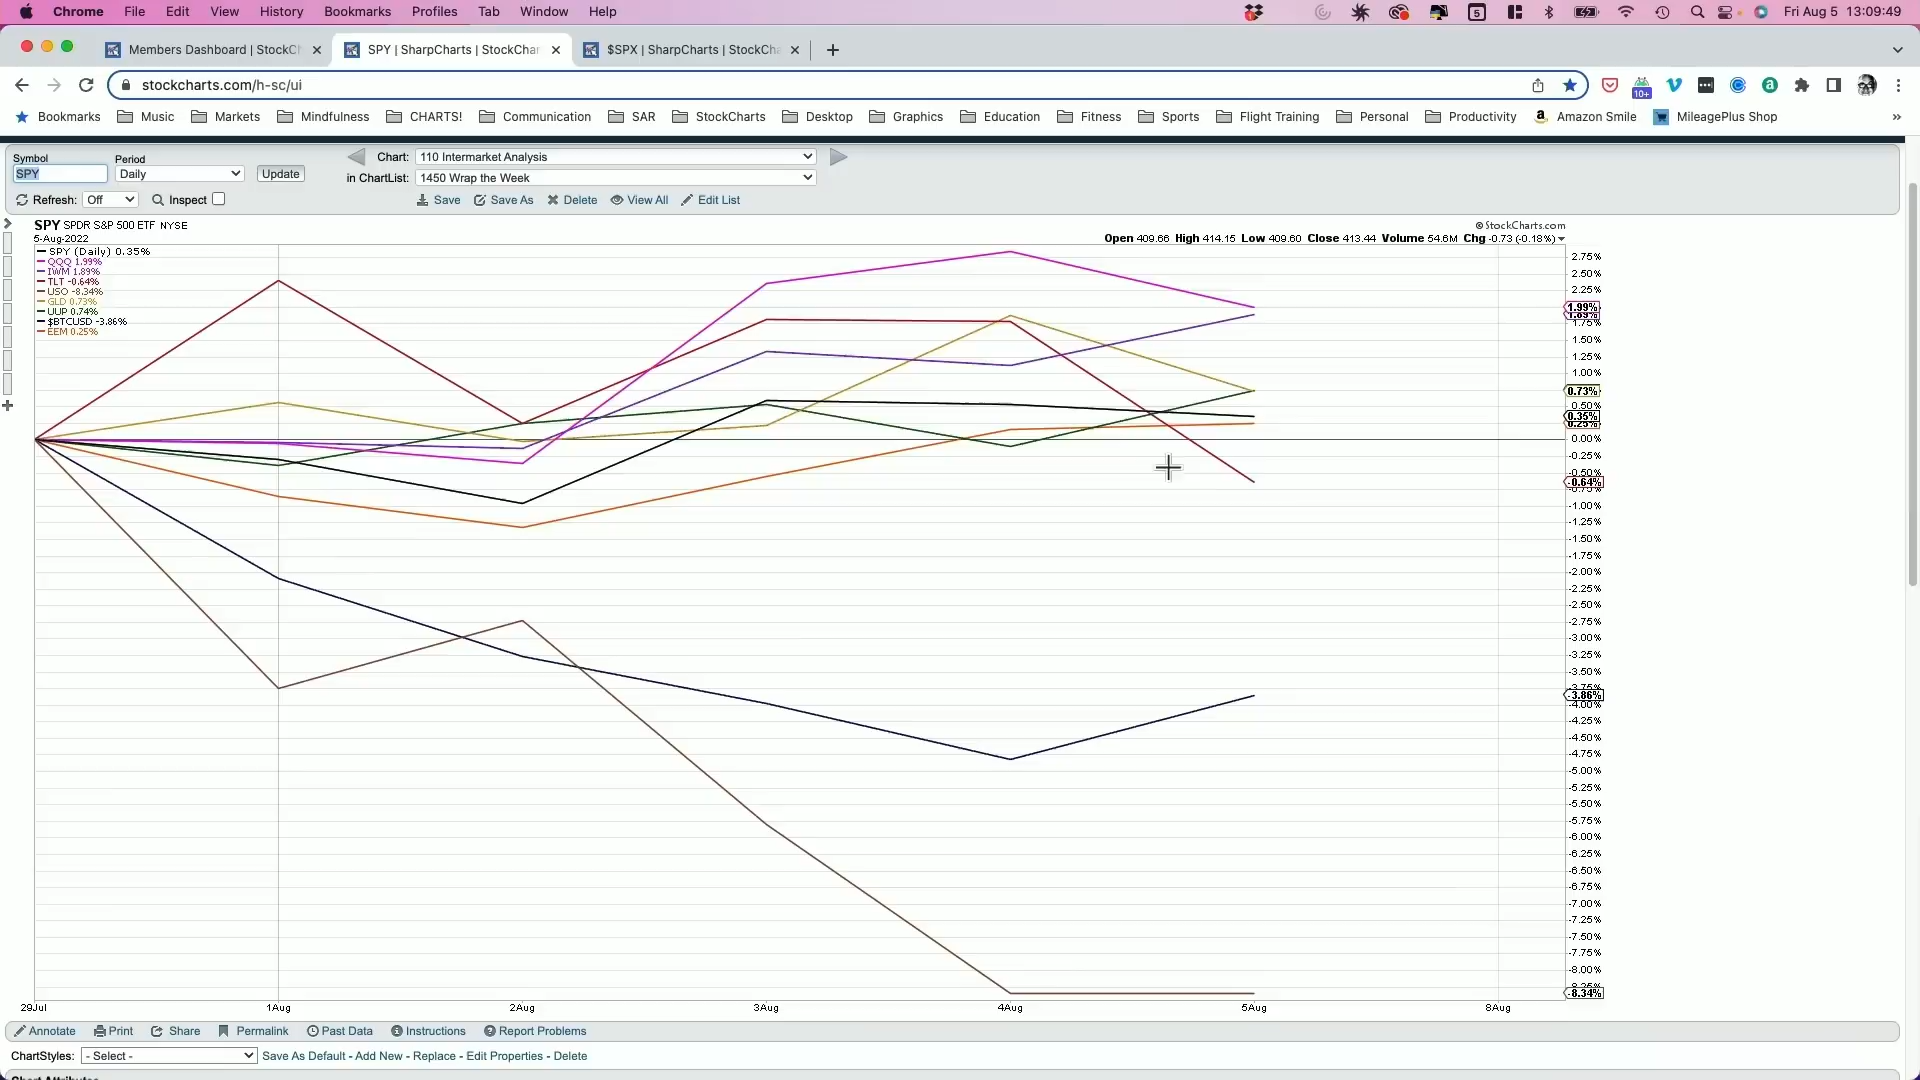 Chrome File Edit View History Bookmarks Profiles Tab Window Help 5 Fri Aug 5 13:09:49
Members Dashboard | StockCh SPY | SharpCharts | StockChar $SPX | SharpCharts | StockCha
stockcharts.com/h-sc/ui 10+
Bookmarks Music Markets Mindfulness CHARTS! Communication SAR StockCharts Desktop Graphics Education Fitness Sports Flight Training Personal Productivity Amazon Smile MileagePlus Shop »
Symbol Period Chart: 110 Intermarket Analysis
SPY Daily Update in ChartList: 1450 Wrap the Week
Refresh: Off Inspect Save Save As Delete View All Edit List
SPY SPDR S&P 500 ETF NYSE © StockCharts.com
5-Aug-2022 Open 409.66 High 414.15 Low 409.60 Close 413.44 Volume 54.6M Chg -0.73 (-0.18%)
SPY (Daily) 0.35%
QQQ 1.99%
IWM 1.89%
TLT -0.64%
USO -8.34%
GLD 0.73%
UUP 0.74%
$BTCUSD -3.86%
EEM 0.25%
2.75%
2.50%
2.25%
1.99%
1.89%
1.75%
1.50%
1.25%
1.00%
0.73%
0.50%
0.35%
0.25%
0.00%
-0.25%
-0.50%
-0.64%
-0.75%
-1.00%
-1.25%
-1.50%
-1.75%
-2.00%
-2.25%
-2.50%
-2.75%
-3.00%
-3.25%
-3.50%
-3.75%
-3.86%
-4.00%
-4.25%
-4.50%
-4.75%
-5.00%
-5.25%
-5.50%
-5.75%
-6.00%
-6.25%
-6.50%
-6.75%
-7.00%
-7.25%
-7.50%
-7.75%
-8.00%
-8.25%
-8.34%
29Jul 1Aug 2Aug 3Aug 4Aug 5Aug 8Aug
Annotate Print Share Permalink Past Data Instructions Report Problems
ChartStyles: - Select - Save As Default - Add New - Replace - Edit Properties - Delete